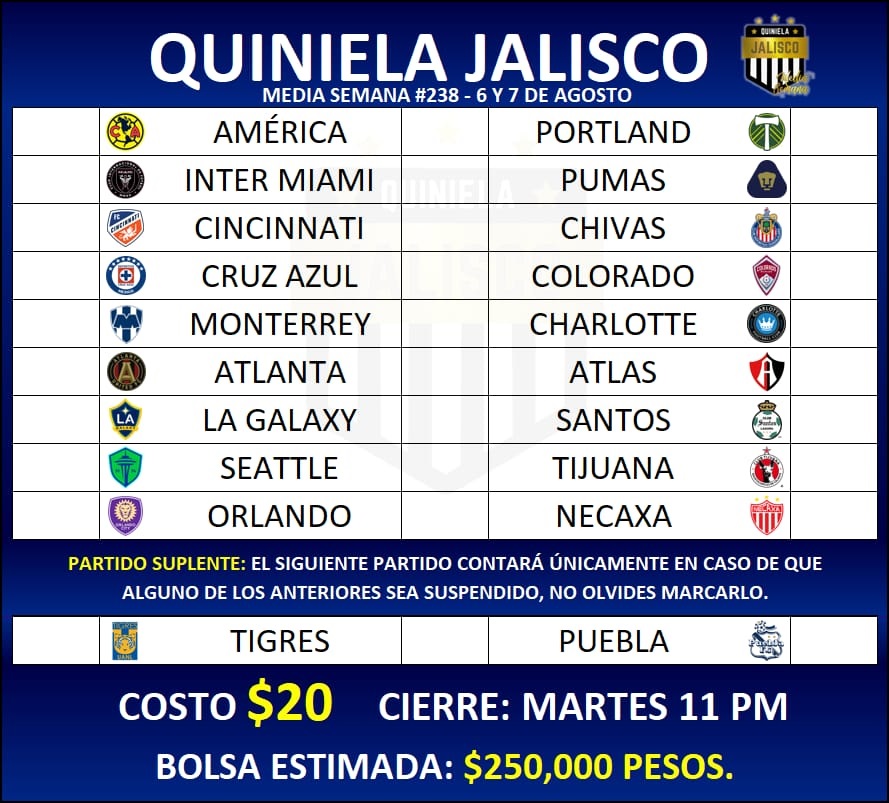 QUINIELA JALISCO
QUINIELA
JALISCO
Media
Semana
MEDIA SEMANA #238 - 6 Y 7 DE AGOSTO
AMÉRICA PORTLAND
INTER MIAMI PUMAS
QUINIELA
CINCINNATI CHIVAS
CRUZ AZUL COLORADO
JALISCO
MONTERREY CHARLOTTE
ATLANTA ATLAS
LA GALAXY SANTOS
SEATTLE TIJUANA
ORLANDO NECAXA
PARTIDO SUPLENTE: EL SIGUIENTE PARTIDO CONTARÁ ÚNICAMENTE EN CASO DE QUE
ALGUNO DE LOS ANTERIORES SEA SUSPENDIDO, NO OLVIDES MARCARLO.
TIGRES PUEBLA
COSTO $20 CIERRE: MARTES 11 PM
BOLSA ESTIMADA: $250,000 PESOS.